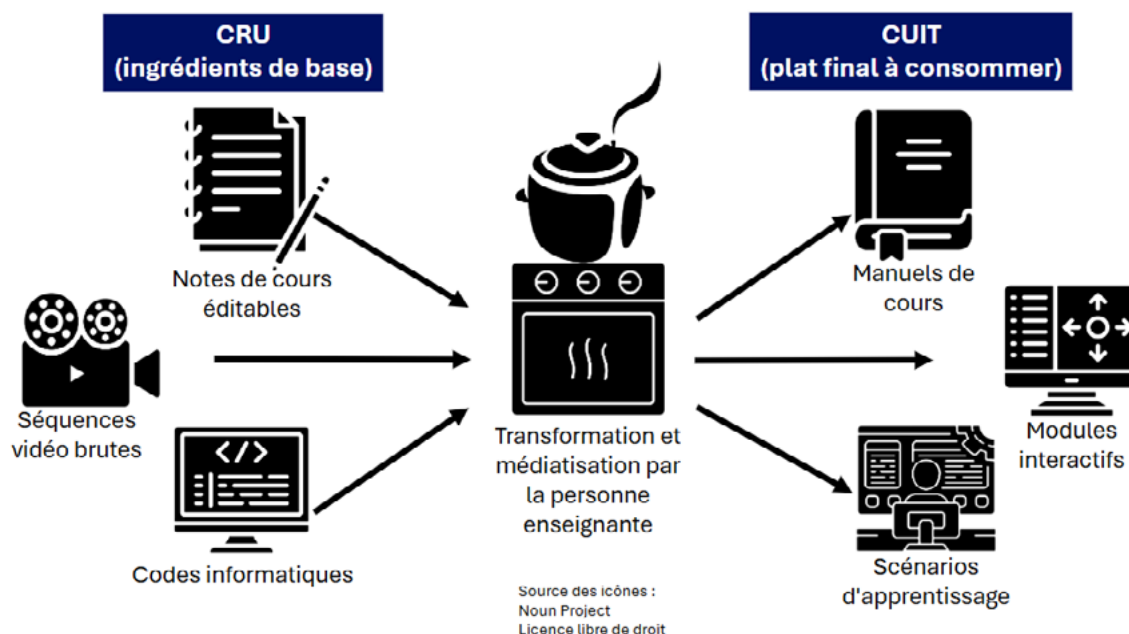 CRU
(ingrédients de base)
CUIT
(plat final à consommer)
Notes de cours
éditables
Manuels de
cours
Séquences
vidéo brutes
Transformation et
médiatisation par
la personne
enseignante
Modules
interactifs
Codes informatiques
Scénarios
d'apprentissage
Source des icônes :
Noun Project
Licence libre de droit